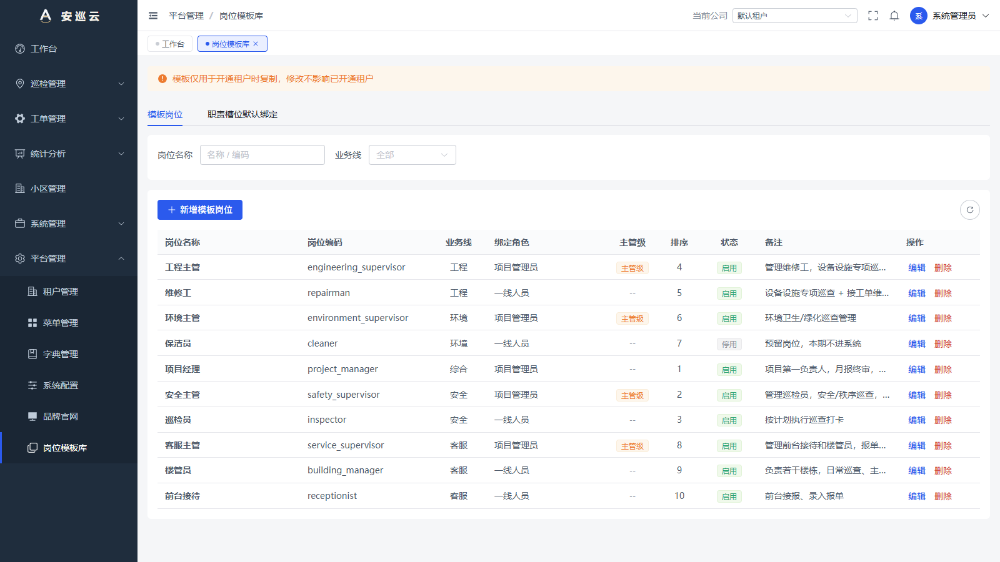 安巡云
工作台
巡检管理
工单管理
统计分析
小区管理
系统管理
平台管理
租户管理
菜单管理
字典管理
系统配置
品牌官网
岗位模板库
平台管理 / 岗位模板库
当前公司 默认租户 系 系统管理员
工作台 岗位模板库
模板仅用于开通租户时复制，修改不影响已开通租户
模板岗位 职责槽位默认绑定
岗位名称 名称 / 编码 业务线 全部
新增模板岗位
岗位名称 岗位编码 业务线 绑定角色 主管级 排序 状态 备注 操作
工程主管 engineering_supervisor 工程 项目管理员 主管级 4 启用 管理维修工，设备设施专项巡... 编辑 删除
维修工 repairman 工程 一线人员 -- 5 启用 设备设施专项巡查 + 接工单维... 编辑 删除
环境主管 environment_supervisor 环境 项目管理员 主管级 6 启用 环境卫生/绿化巡查管理 编辑 删除
保洁员 cleaner 环境 一线人员 -- 7 停用 预留岗位，本期不进系统 编辑 删除
项目经理 project_manager 综合 项目管理员 -- 1 启用 项目第一负责人，月报终审，... 编辑 删除
安全主管 safety_supervisor 安全 项目管理员 主管级 2 启用 管理巡检员，安全/秩序巡查，... 编辑 删除
巡检员 inspector 安全 一线人员 -- 3 启用 按计划执行巡查打卡 编辑 删除
客服主管 service_supervisor 客服 项目管理员 主管级 8 启用 管理前台接待和楼管员，报单... 编辑 删除
楼管员 building_manager 客服 一线人员 -- 9 启用 负责若干楼栋，日常巡查、主... 编辑 删除
前台接待 receptionist 客服 一线人员 -- 10 启用 前台接报、录入报单 编辑 删除